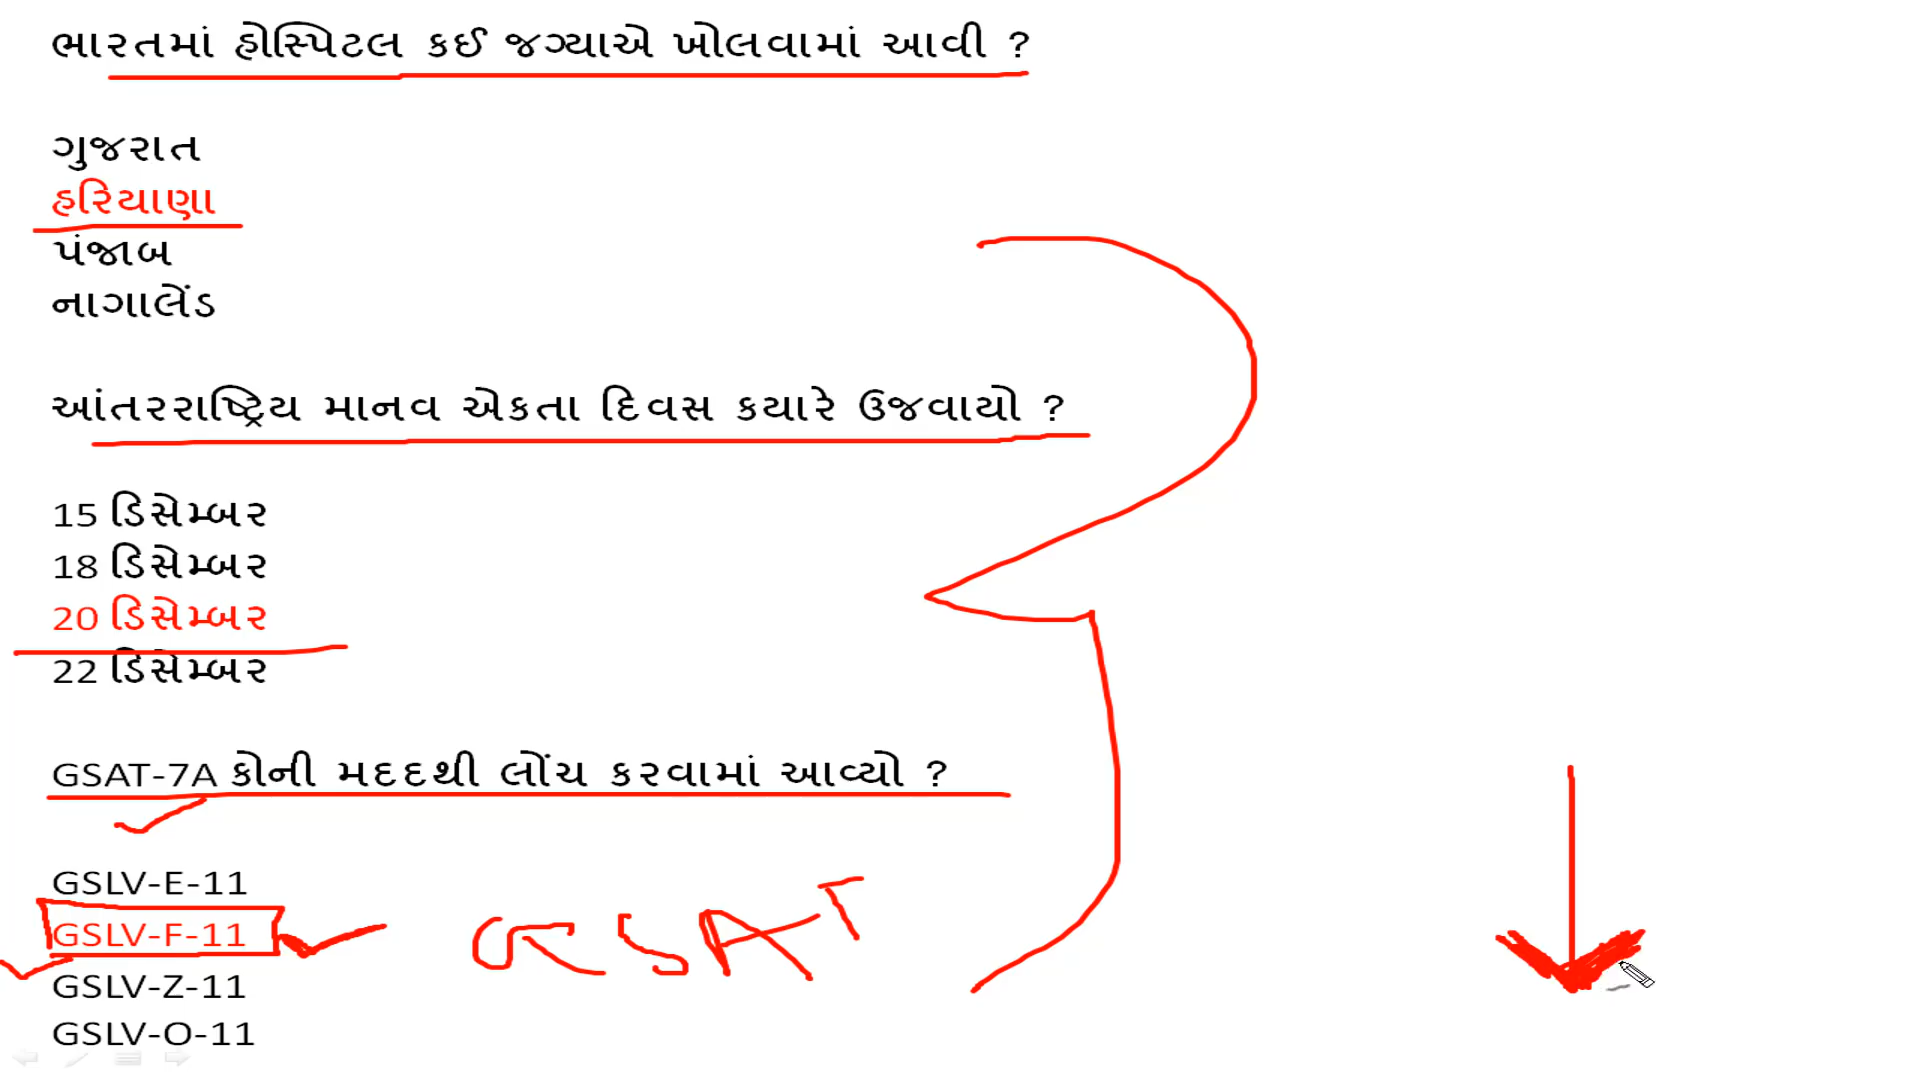 ભારતમાં હોસ્પિટલ કઈ જગ્યાએ ખોલવામાં આવી ?
ગુજરાત
હરિયાણા
પંજાબ
નાગાલેંડ
આંતરરાષ્ટ્રિય માનવ એકતા દિવસ કયારે ઉજવાયો ?
15 ડિસેમ્બર
18 ડિસેમ્બર
20 ડિસેમ્બર
22 ડિસેમ્બર
GSAT-7A કોની મદદથી લોંચ કરવામાં આવ્યો ?
GSLV-E-11
GSLV-F-11
GSAT
GSLV-Z-11
GSLV-O-11